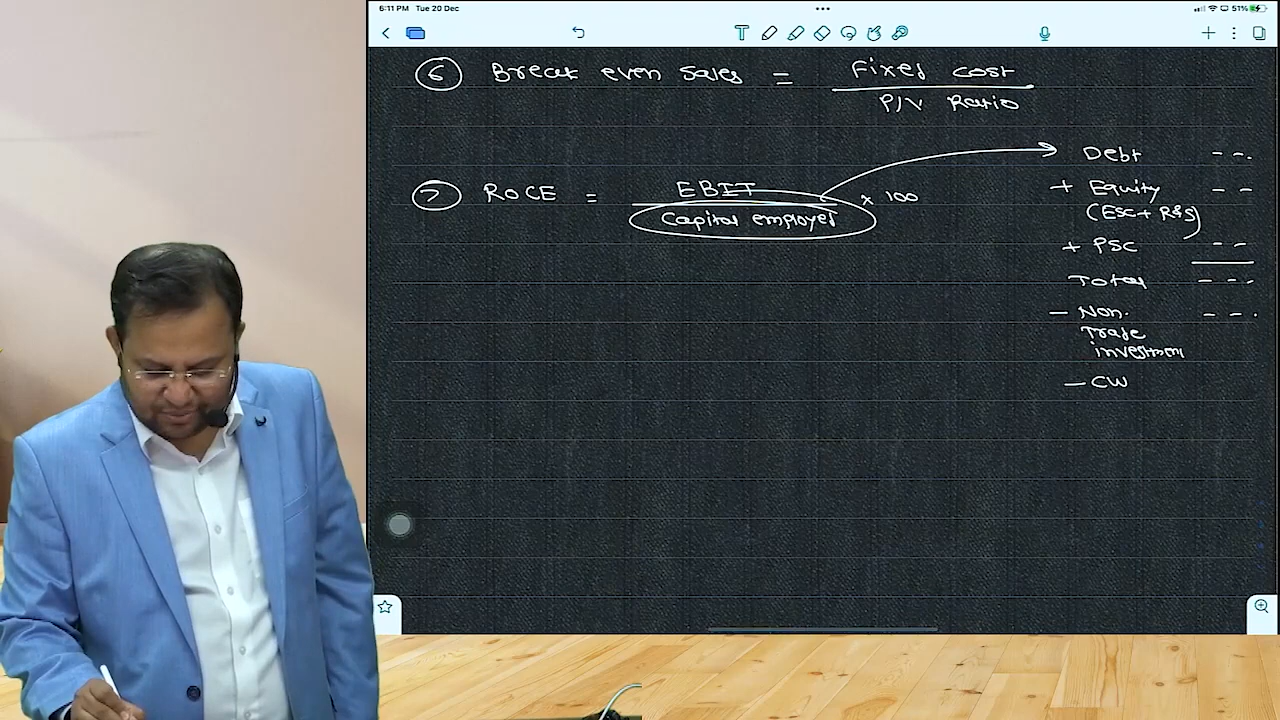 6:11 PM Tue 20 Dec
51%
T
6 Break even sales = Fixed cost
P/V Ratio
7 ROCE = EBIT × 100
Capital employed
Debt - - .
+ Equity - -
(ESC + R&S)
+ PSC - -
Total - - -
- Non. - - -
Trade
investment
- CW